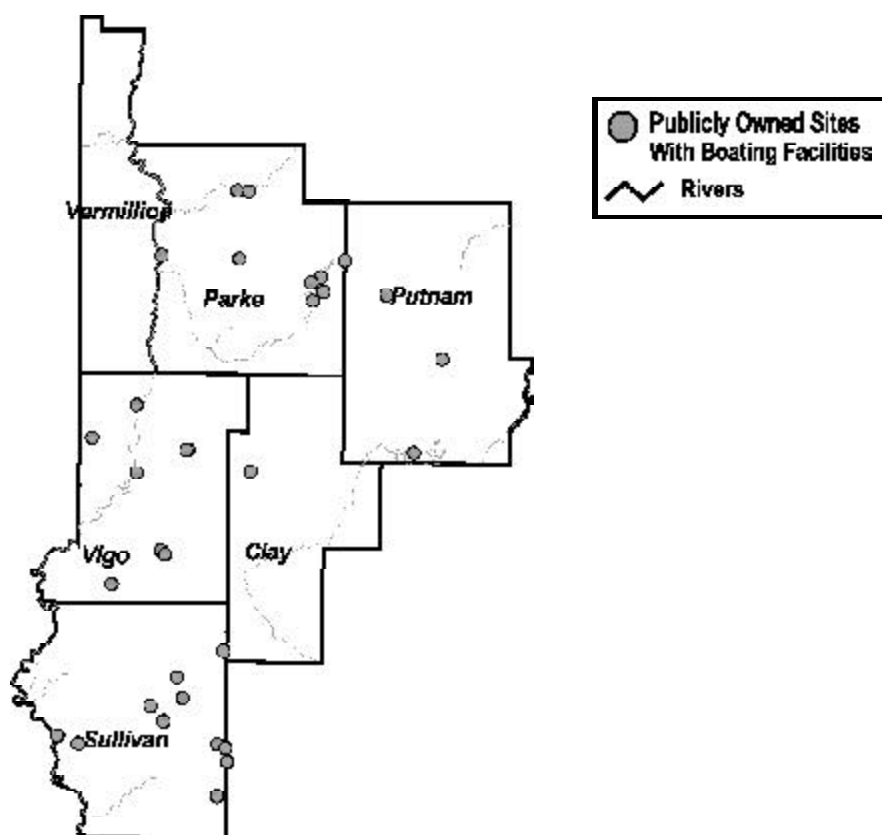 Publicly Owned Sites
With Boating Facilities
Rivers
Vermillion
Parke
Putnam
Vigo
Clay
Sullivan